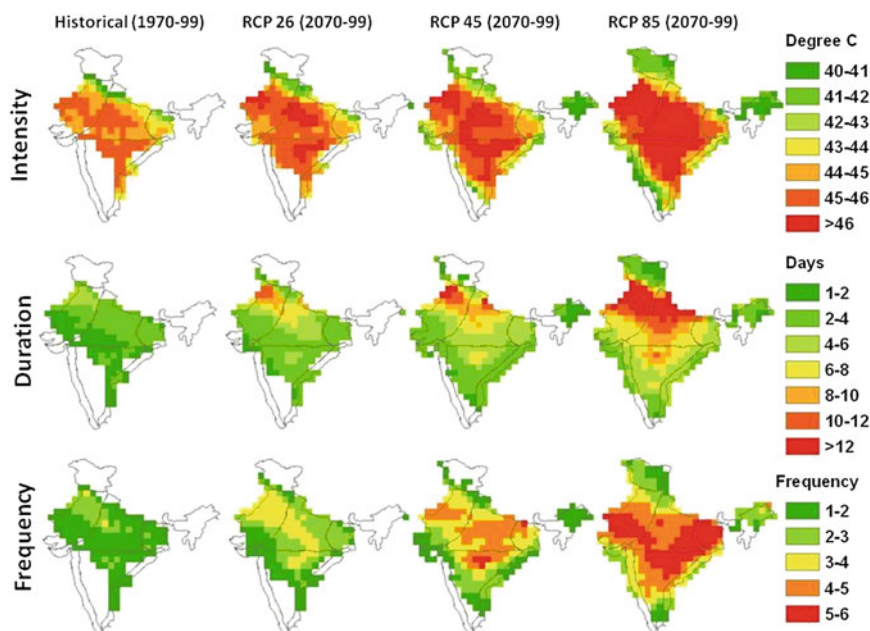 Historical (1970-99) RCP 26 (2070-99) RCP 45 (2070-99) RCP 85 (2070-99)
Intensity
Degree C
40-41
41-42
42-43
43-44
44-45
45-46
>46
Duration
Days
1-2
2-4
4-6
6-8
8-10
10-12
>12
Frequency
Frequency
1-2
2-3
3-4
4-5
5-6